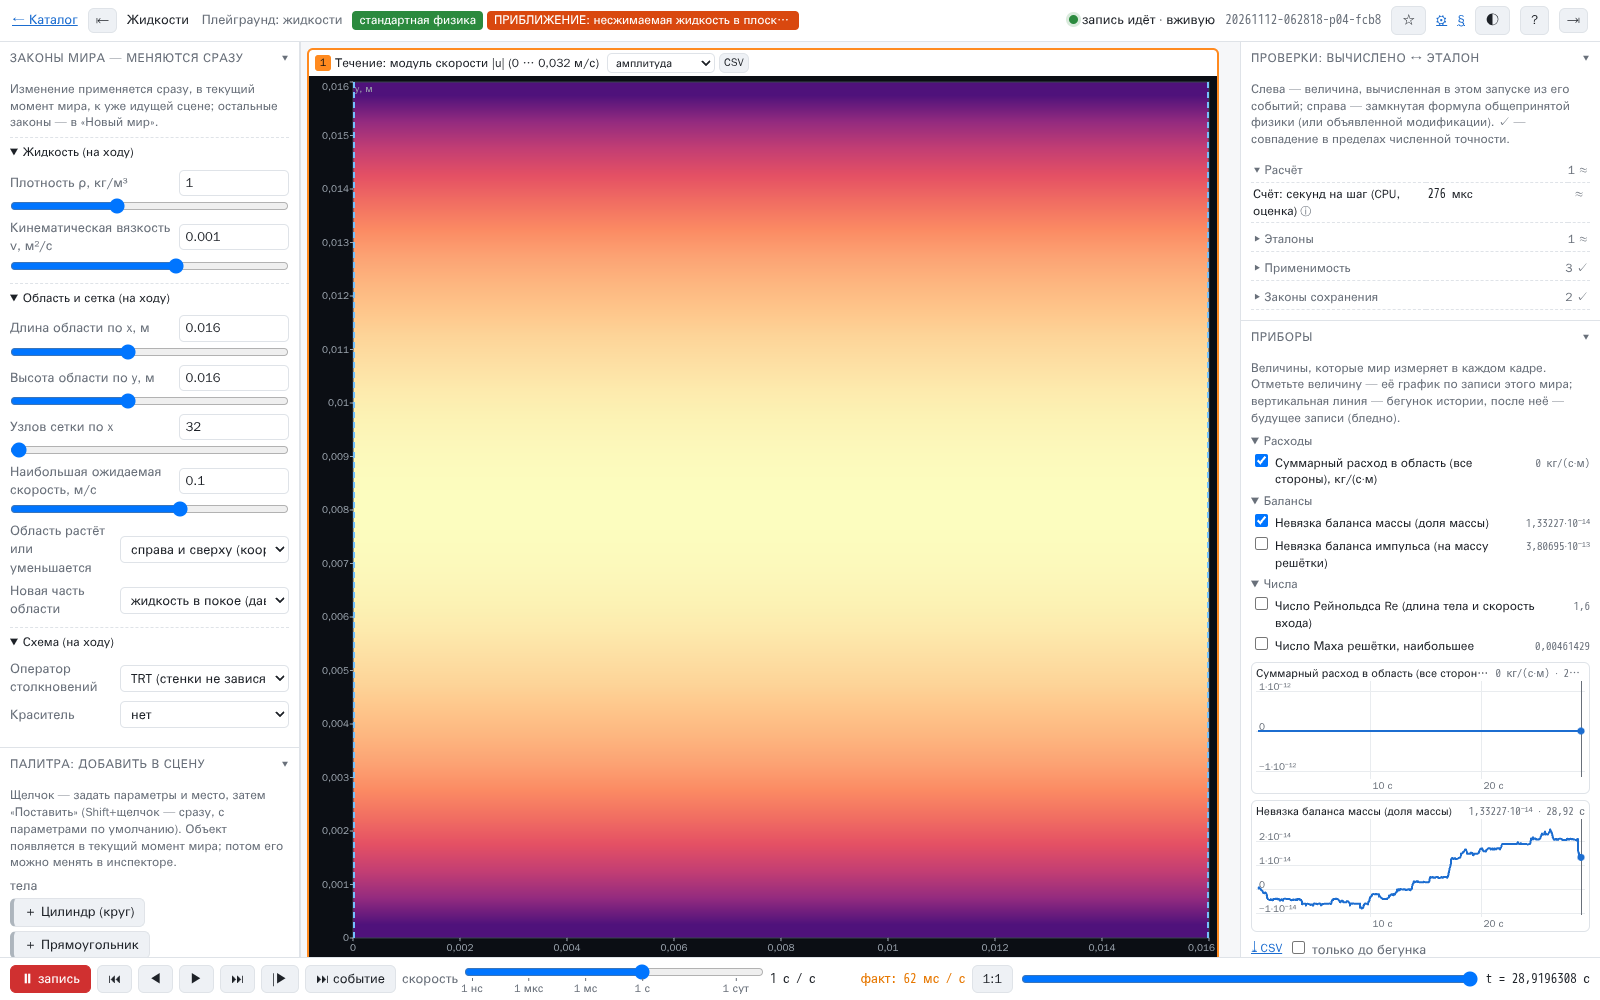 ← Каталог
⇤
Жидкости
Плейграунд: жидкости
стандартная физика
ПРИБЛИЖЕНИЕ: несжимаемая жидкость в плоск···
запись идёт · вживую
20261112-062818-p04-fcb8
☆
⚙
§
?
⇥
ЗАКОНЫ МИРА — МЕНЯЮТСЯ СРАЗУ
Изменение применяется сразу, в текущий
момент мира, к уже идущей сцене; остальные
законы — в «Новый мир».
▼ Жидкость (на ходу)
Плотность ρ, кг/м³
1
Кинематическая вязкость
ν, м²/с
0.001
▼ Область и сетка (на ходу)
Длина области по x, м
0.016
Высота области по y, м
0.016
Узлов сетки по x
32
Наибольшая ожидаемая
скорость, м/с
0.1
Область растёт
или
уменьшается
справа и сверху (коор
Новая часть
области
жидкость в покое (дав
▼ Схема (на ходу)
Оператор
столкновений
TRT (стенки не завися
Краситель
нет
ПАЛИТРА: ДОБАВИТЬ В СЦЕНУ
Щелчок — задать параметры и место, затем
«Поставить» (Shift+щелчок — сразу, с
параметрами по умолчанию). Объект
появляется в текущий момент мира; потом его
можно менять в инспекторе.
тела
+ Цилиндр (круг)
+ Прямоугольник
1
Течение: модуль скорости |u| (0 ··· 0,032 м/с)
амплитуда
CSV
y, м
0,016
0,015
0,014
0,013
0,012
0,011
0,01
0,009
0,008
0,007
0,006
0,005
0,004
0,003
0,002
0,001
0
0
0,002
0,004
0,006
0,008
0,01
0,012
0,014
0,016
ПРОВЕРКИ: ВЫЧИСЛЕНО ↔ ЭТАЛОН
Слева — величина, вычисленная в этом запуске из его
событий; справа — замкнутая формула общепринятой
физики (или объявленной модификации). ✓ —
совпадение в пределах численной точности.
▼ Расчёт
1 ≈
Счёт: секунд на шаг (CPU,
оценка) ⓘ
276 мкс
≈
▸ Эталоны
1 ≈
▸ Применимость
3 ✓
▸ Законы сохранения
2 ✓
ПРИБОРЫ
Величины, которые мир измеряет в каждом кадре.
Отметьте величину — её график по записи этого мира;
вертикальная линия — бегунок истории, после неё —
будущее записи (бледно).
▼ Расходы
Суммарный расход в область (все
стороны), кг/(с·м)
0 кг/(с·м)
▼ Балансы
Невязка баланса массы (доля массы)
1,33227·10⁻¹⁴
Невязка баланса импульса (на массу
решётки)
3,80695·10⁻¹³
▼ Числа
Число Рейнольдса Re (длина тела и скорость
входа)
1,6
Число Маха решётки, наибольшее
0,00461429
Суммарный расход в область (все сторон··· 0 кг/(с·м) · 2···
1·10⁻¹²
0
−1·10⁻¹²
10 с
20 с
Невязка баланса массы (доля массы) 1,33227·10⁻¹⁴ · 28,92 с
2·10⁻¹⁴
1·10⁻¹⁴
0
−1·10⁻¹⁴
10 с
20 с
⤓ CSV
только до бегунка
⏸ запись
⏮
◀
▶
⏭
|▶
⏭ событие
скорость
1 нс
1 мкс
1 мс
1 с
1 сут
1 с / с
факт: 62 мс / с
1:1
t = 28,9196308 с